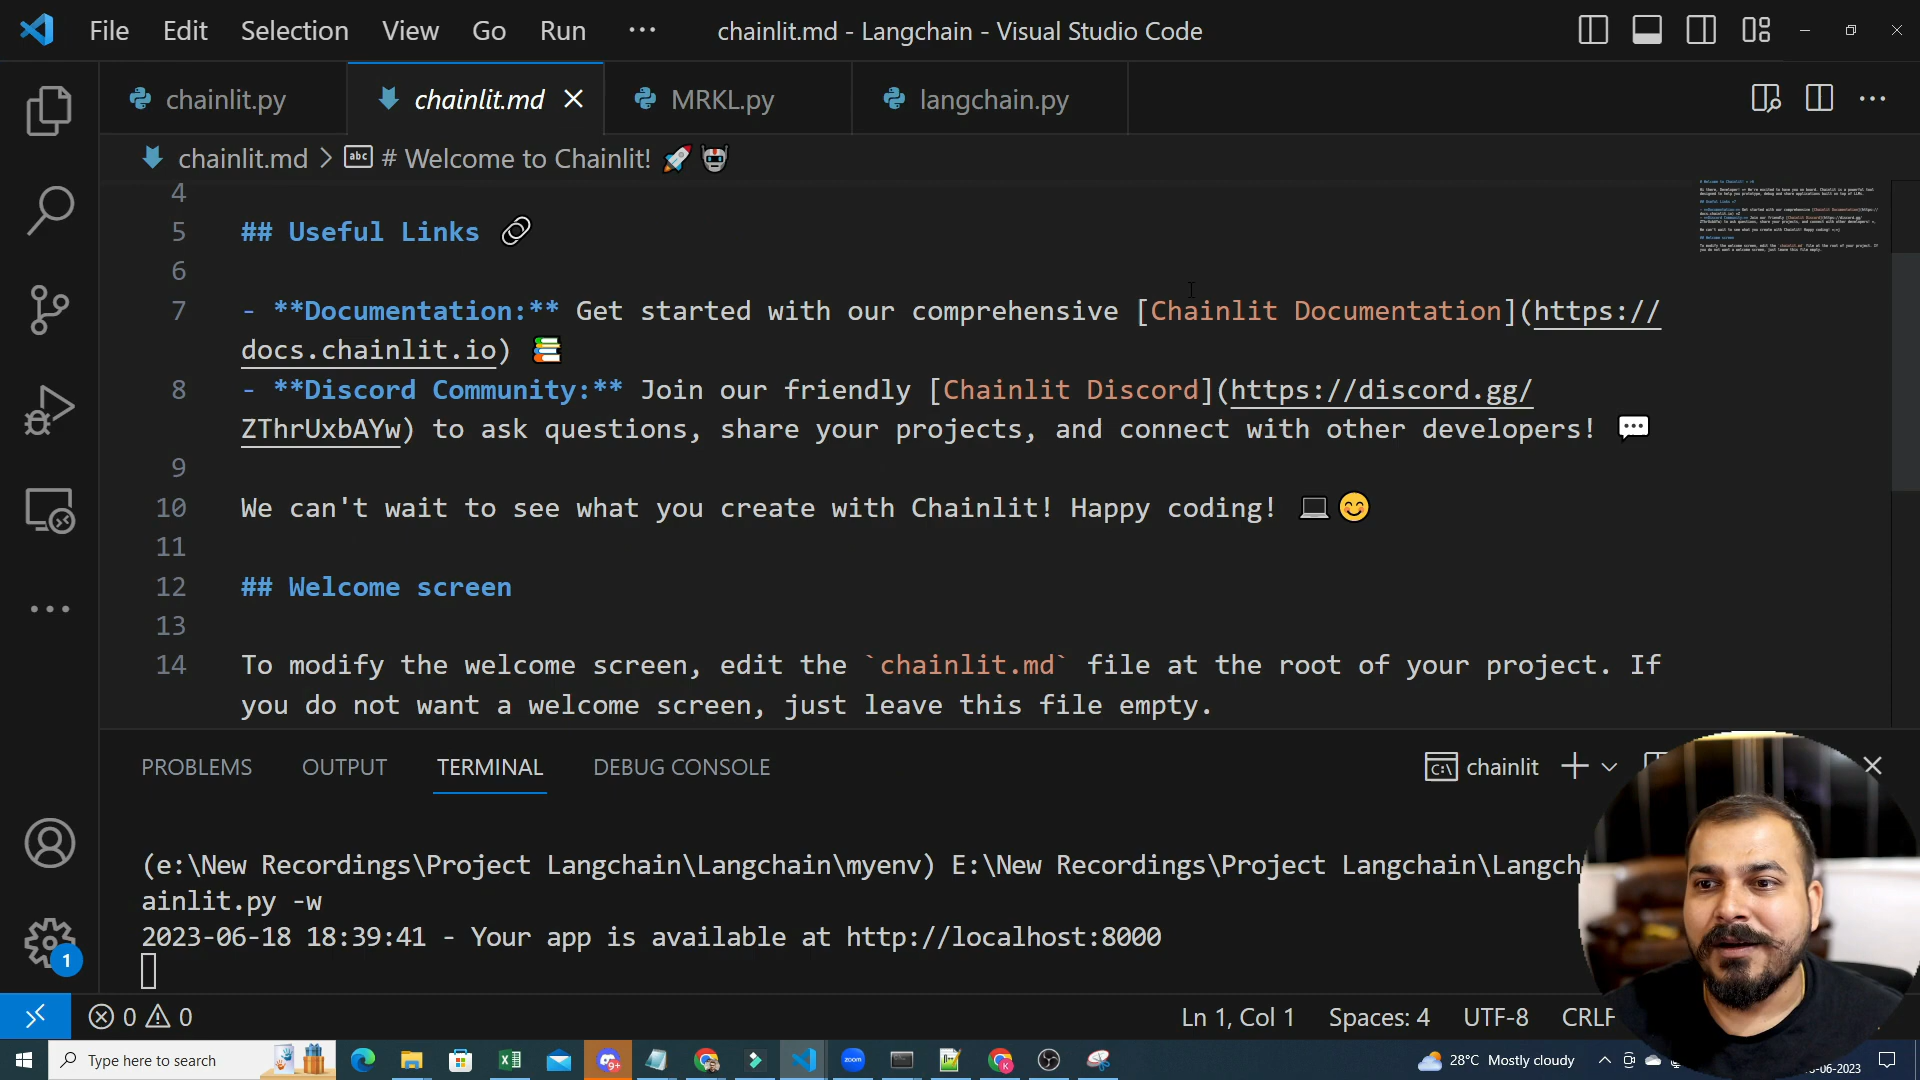 File Edit Selection View Go Run ··· chainlit.md - Langchain - Visual Studio Code
chainlit.py chainlit.md MRKL.py langchain.py
chainlit.md > # Welcome to Chainlit! 🚀 🤖
4
5 ## Useful Links 🔗
6
7 - **Documentation:** Get started with our comprehensive [Chainlit Documentation](https://
docs.chainlit.io) 📚
8 - **Discord Community:** Join our friendly [Chainlit Discord](https://discord.gg/
ZThrUxbAYw) to ask questions, share your projects, and connect with other developers! 💬
9
10 We can't wait to see what you create with Chainlit! Happy coding! 💻😊
11
12 ## Welcome screen
13
14 To modify the welcome screen, edit the `chainlit.md` file at the root of your project. If
you do not want a welcome screen, just leave this file empty.
PROBLEMS OUTPUT TERMINAL DEBUG CONSOLE chainlit
(e:\New Recordings\Project Langchain\Langchain\myenv) E:\New Recordings\Project Langchain\Langch
ainlit.py -w
2023-06-18 18:39:41 - Your app is available at http://localhost:8000
1
0 0 Ln 1, Col 1 Spaces: 4 UTF-8 CRLF
Type here to search 28°C Mostly cloudy
-06-2023